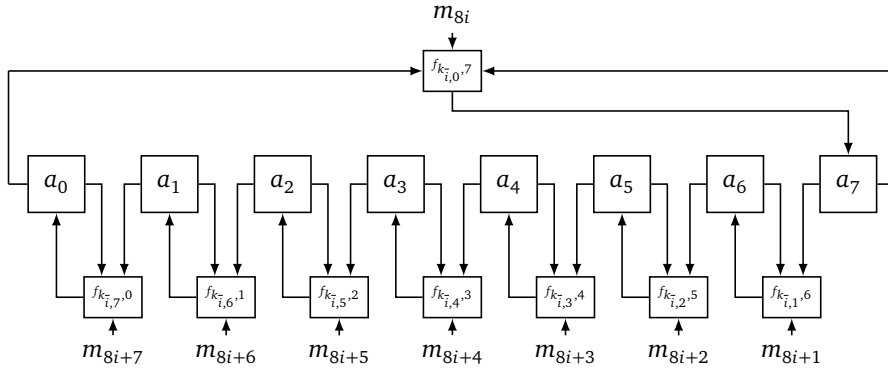 m_{8i}
f_{k_{\bar{i},0},7}
a_0 a_1 a_2 a_3 a_4 a_5 a_6 a_7
f_{k_{\bar{i},7},0} f_{k_{\bar{i},6},1} f_{k_{\bar{i},5},2} f_{k_{\bar{i},4},3} f_{k_{\bar{i},3},4} f_{k_{\bar{i},2},5} f_{k_{\bar{i},1},6}
m_{8i+7} m_{8i+6} m_{8i+5} m_{8i+4} m_{8i+3} m_{8i+2} m_{8i+1}